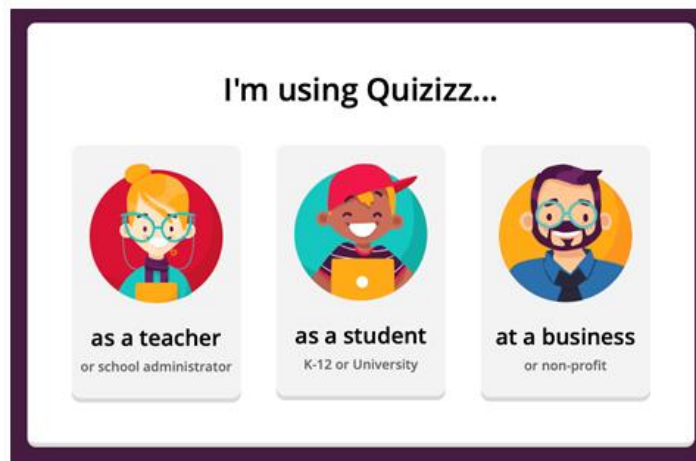 I'm using Quizizz...
as a teacher
or school administrator
as a student
K-12 or University
at a business
or non-profit